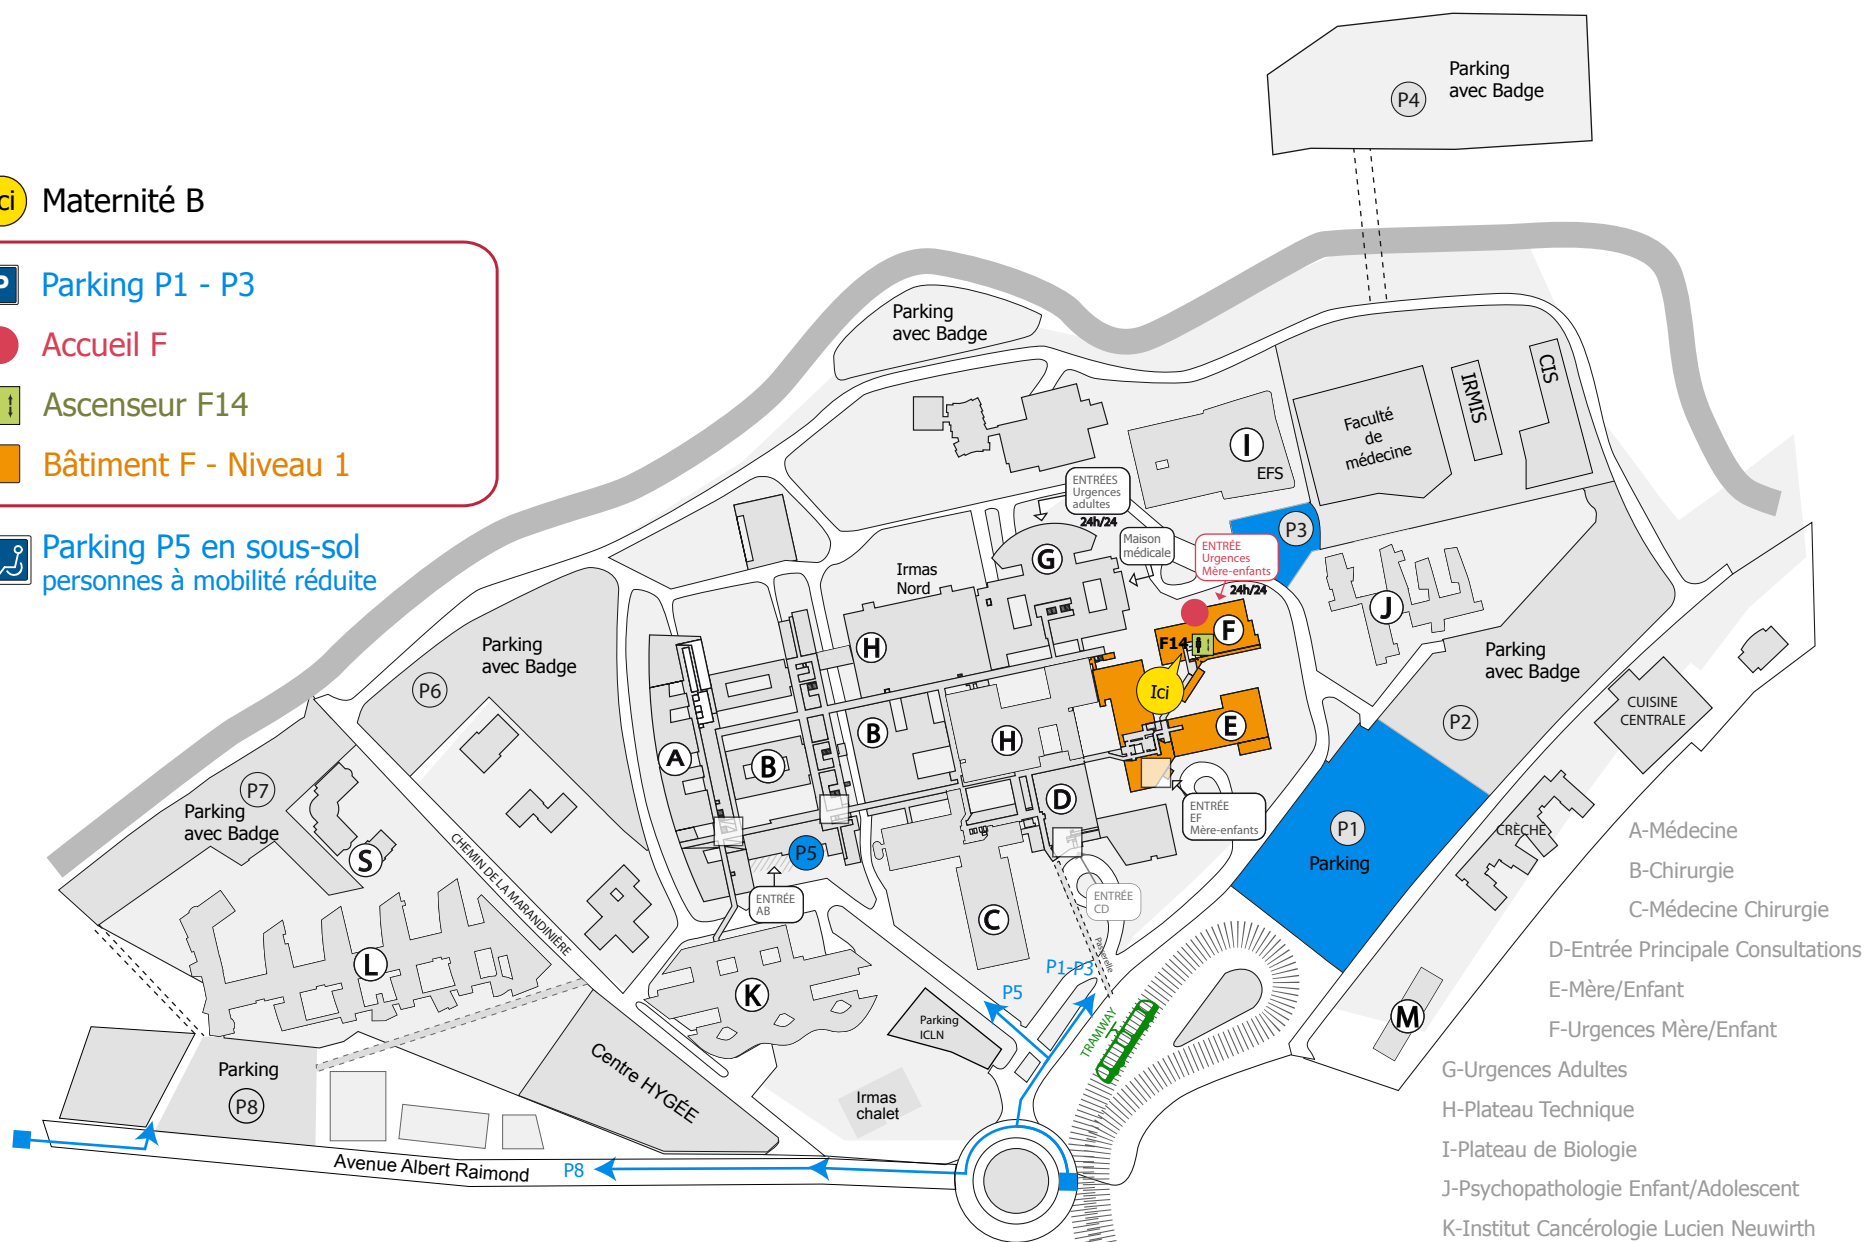 Parking
avec Badge
P4
ci
Maternité B
P
Parking P1 - P3
Accueil F
Ascenseur F14
Bâtiment F - Niveau 1
Parking P5 en sous-sol
personnes à mobilité réduite
Parking
avec Badge
CIS
IRMIS
Faculté
de
médecine
I
EFS
ENTRÉES
Urgences
adultes
24h/24
P3
Maison
médicale
ENTRÉE
Urgences
Mère-enfants
24h/24
G
Irmas
Nord
J
F
F14
H
Parking
avec Badge
P6
Parking
avec Badge
P2
CUISINE
CENTRALE
Ici
E
B
H
A
B
P7
Parking
avec Badge
D
ENTRÉE
EF
Mère-enfants
P1
Parking
CRÈCHE
S
P5
CHEMIN DE LA MARANDINIÈRE
ENTRÉE
AB
ENTRÉE
CD
C
Passerelle
L
K
P1-P3
P5
Parking
ICLN
TRAMWAY
M
Parking
P8
Centre HYGÉE
Irmas
chalet
Avenue Albert Raimond
P8
A-Médecine
B-Chirurgie
C-Médecine Chirurgie
D-Entrée Principale Consultations
E-Mère/Enfant
F-Urgences Mère/Enfant
G-Urgences Adultes
H-Plateau Technique
I-Plateau de Biologie
J-Psychopathologie Enfant/Adolescent
K-Institut Cancérologie Lucien Neuwirth